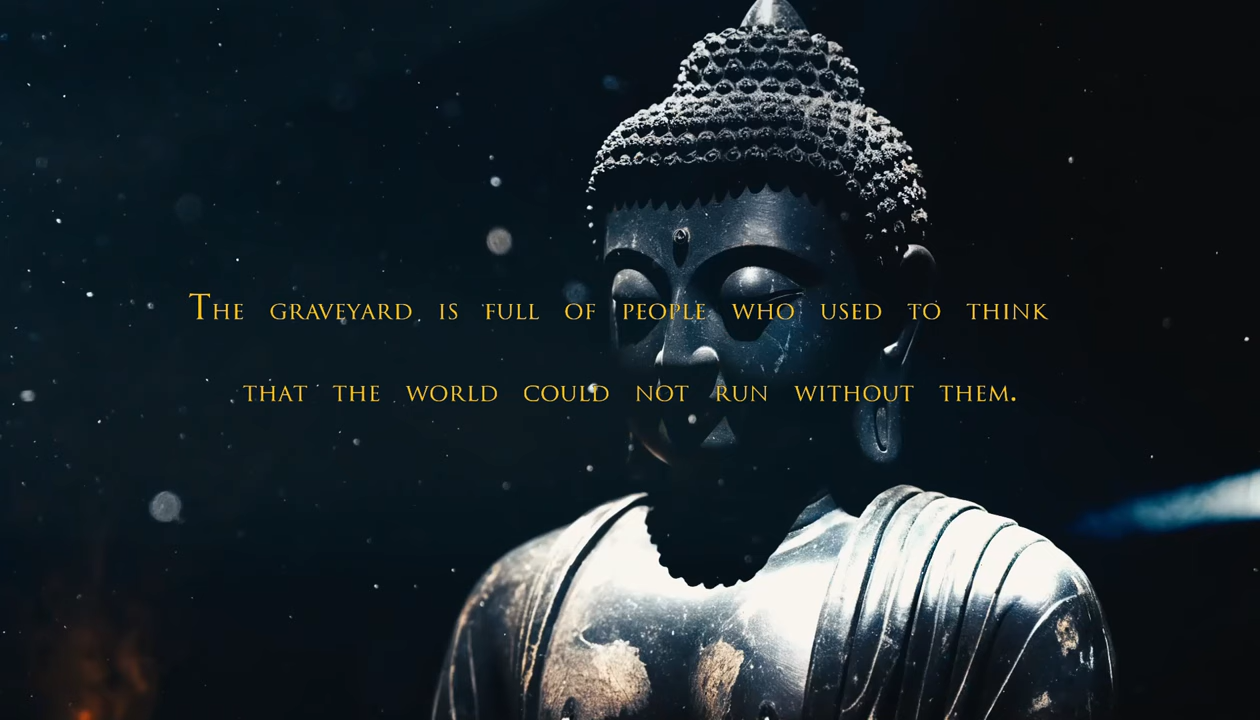 The graveyard is full of people who used to think
that the world could not run without them.